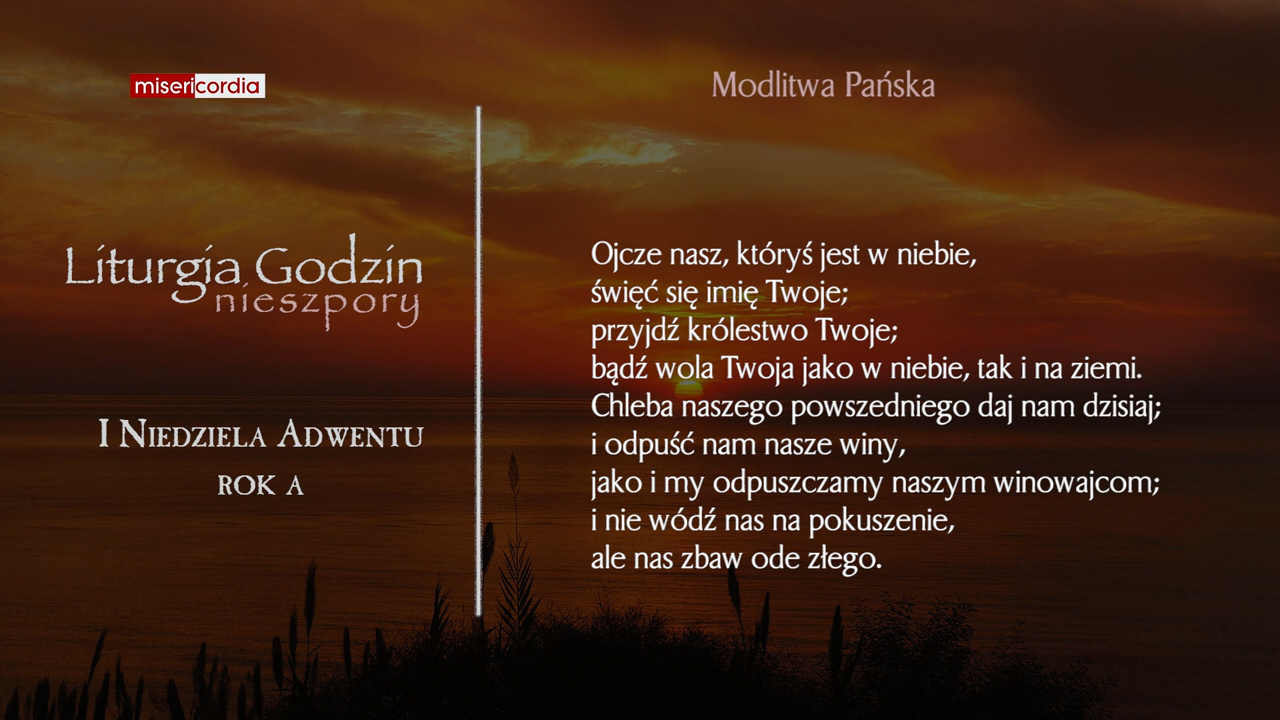 misericordia
Liturgia Godzin
nieszpory
I Niedziela Adwentu
rok a
Modlitwa Pańska
Ojcze nasz, któryś jest w niebie,
święć się imię Twoje;
przyjdź królestwo Twoje;
bądź wola Twoja jako w niebie, tak i na ziemi.
Chleba naszego powszedniego daj nam dzisiaj;
i odpuść nam nasze winy,
jako i my odpuszczamy naszym winowajcom;
i nie wódź nas na pokuszenie,
ale nas zbaw ode złego.